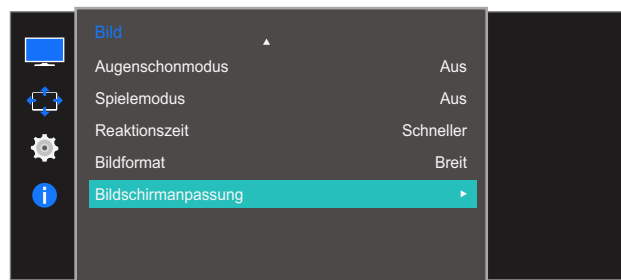 Bild
Augenschonmodus Aus
Spielemodus Aus
Reaktionszeit Schneller
Bildformat Breit
Bildschirmanpassung